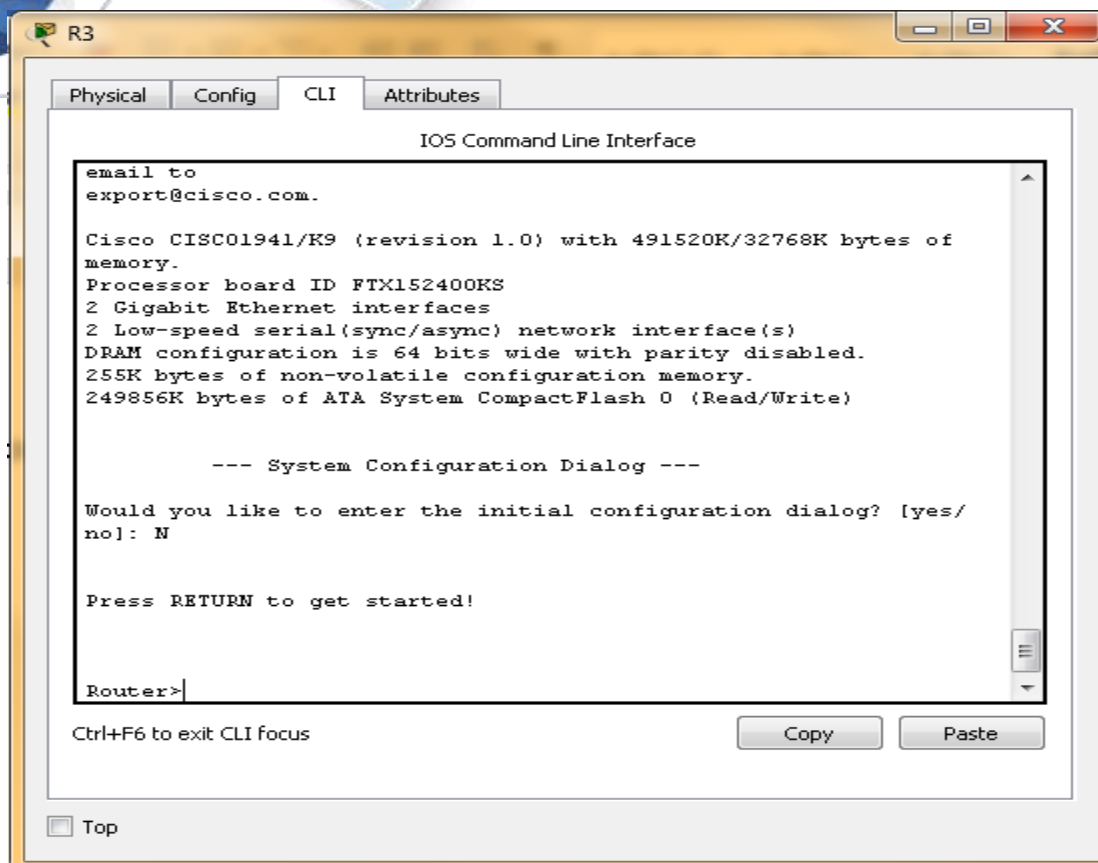 R3
Physical Config CLI Attributes
IOS Command Line Interface
email to
export@cisco.com.
Cisco CISCO1941/K9 (revision 1.0) with 491520K/32768K bytes of
memory.
Processor board ID FTX152400KS
2 Gigabit Ethernet interfaces
2 Low-speed serial(sync/async) network interface(s)
DRAM configuration is 64 bits wide with parity disabled.
255K bytes of non-volatile configuration memory.
249856K bytes of ATA System CompactFlash 0 (Read/Write)
--- System Configuration Dialog ---
Would you like to enter the initial configuration dialog? [yes/
no]: N
Press RETURN to get started!
Router>
Ctrl+F6 to exit CLI focus
Copy Paste
Top